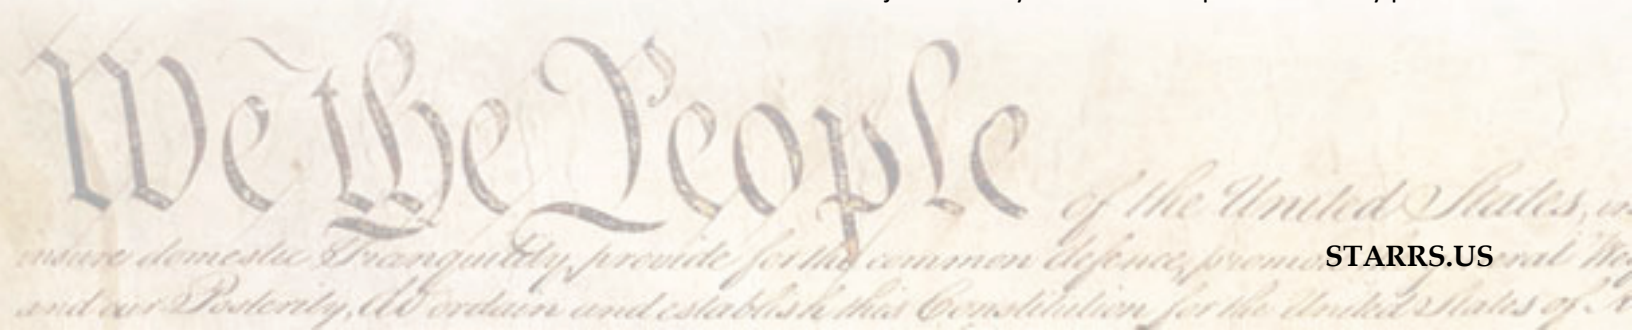 We the People of the United States,
insure domestic Tranquility, provide for the common defence, STARRS.US
and our Posterity, do ordain and establish this Constitution for the United States of